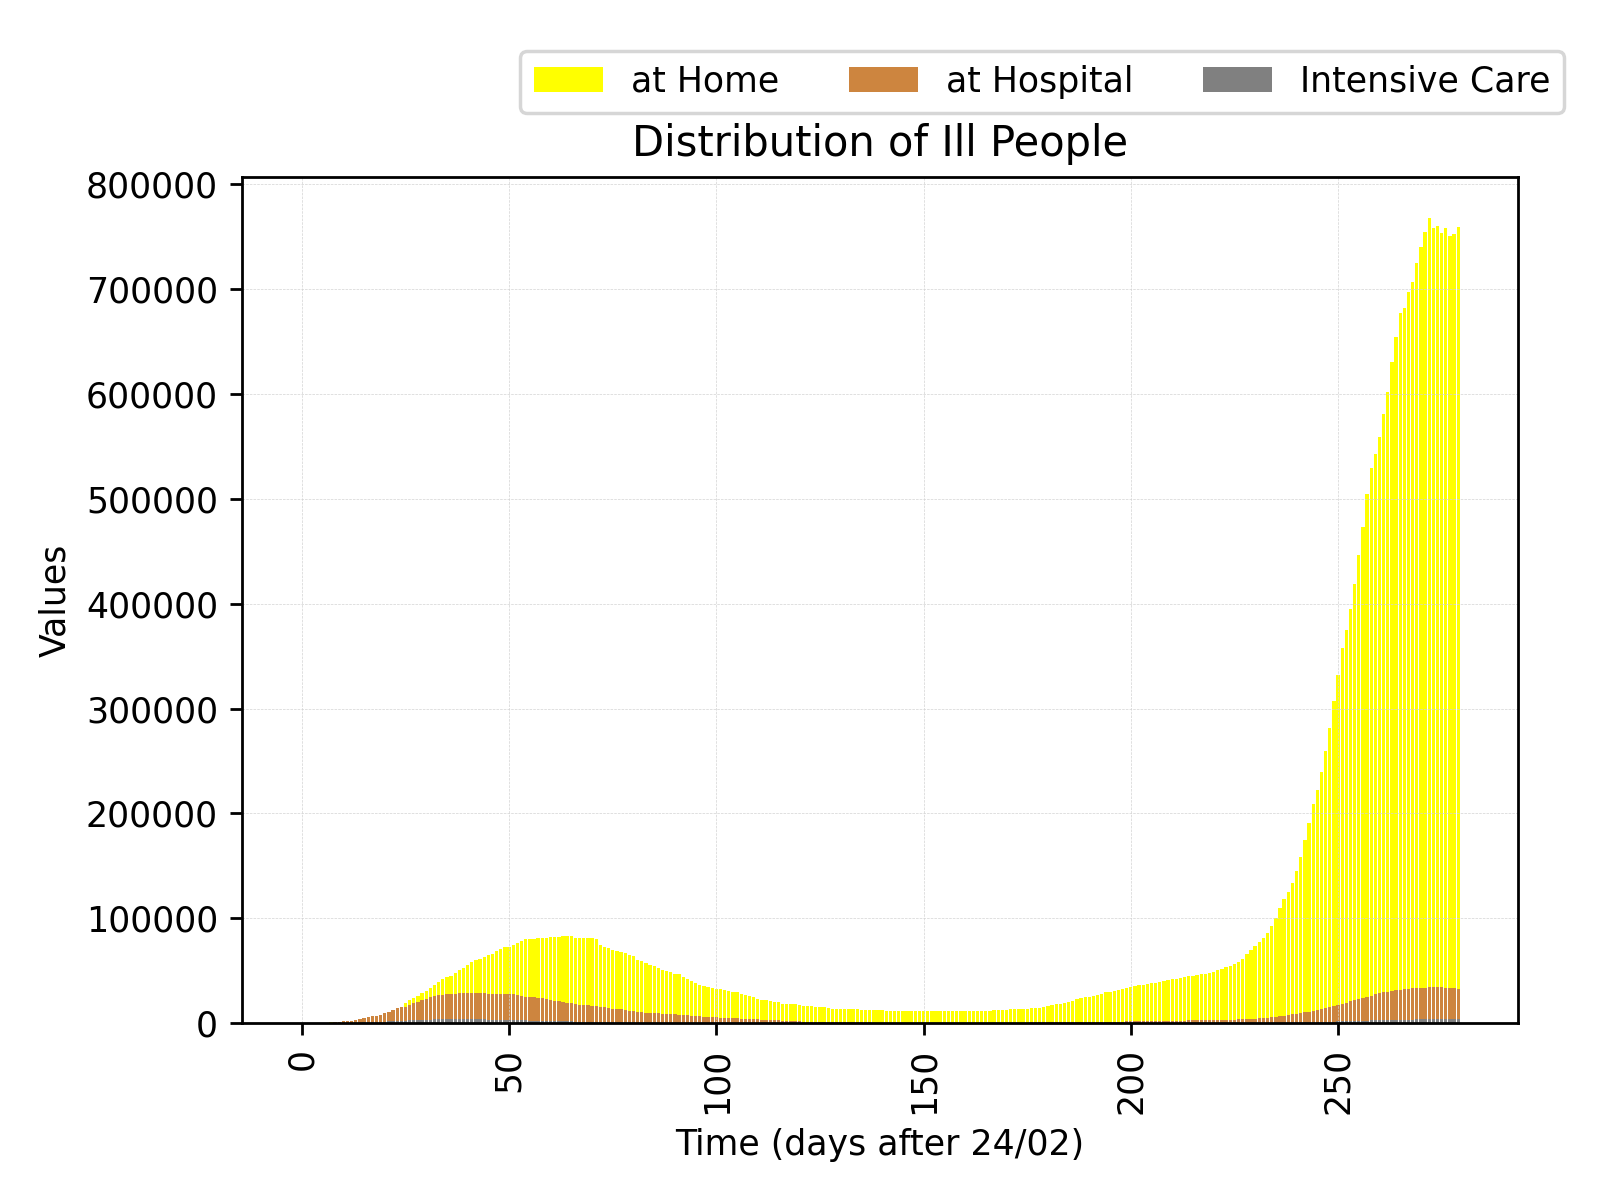 at Home at Hospital Intensive Care
Distribution of Ill People
800000
700000
600000
500000
400000
300000
200000
100000
0
Values
0 50 100 150 200 250
Time (days after 24/02)